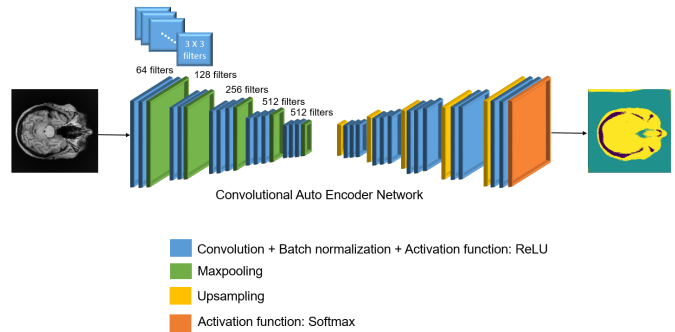 3 X 3
filters
64 filters
128 filters
256 filters
512 filters
512 filters
Convolutional Auto Encoder Network
Convolution + Batch normalization + Activation function: ReLU
Maxpooling
Upsampling
Activation function: Softmax